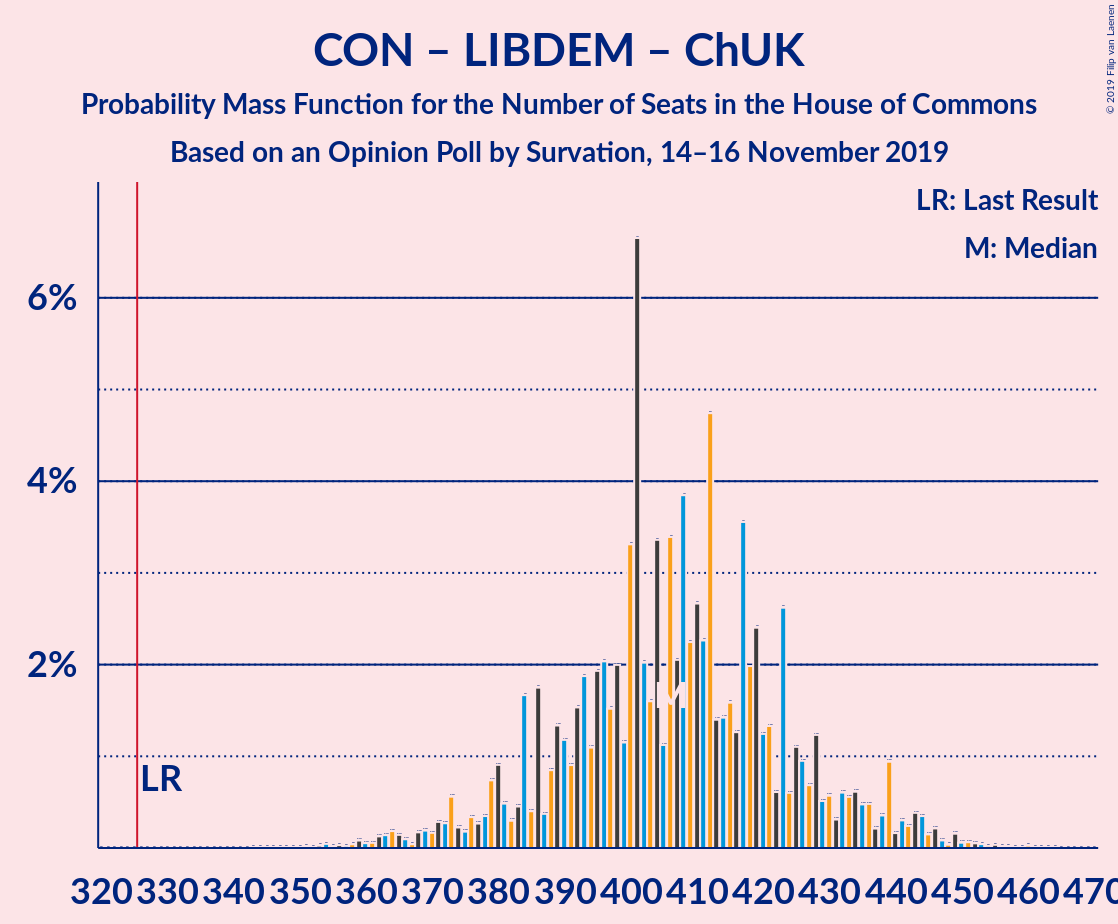 CON – LIBDEM – ChUK
Probability Mass Function for the Number of Seats in the House of Commons
Based on an Opinion Poll by Survation, 14–16 November 2019
© 2019 Filip van Laenen
LR: Last Result
M: Median
6%
4%
2%
LR
M
320 330 340 350 360 370 380 390 400 410 420 430 440 450 460 470